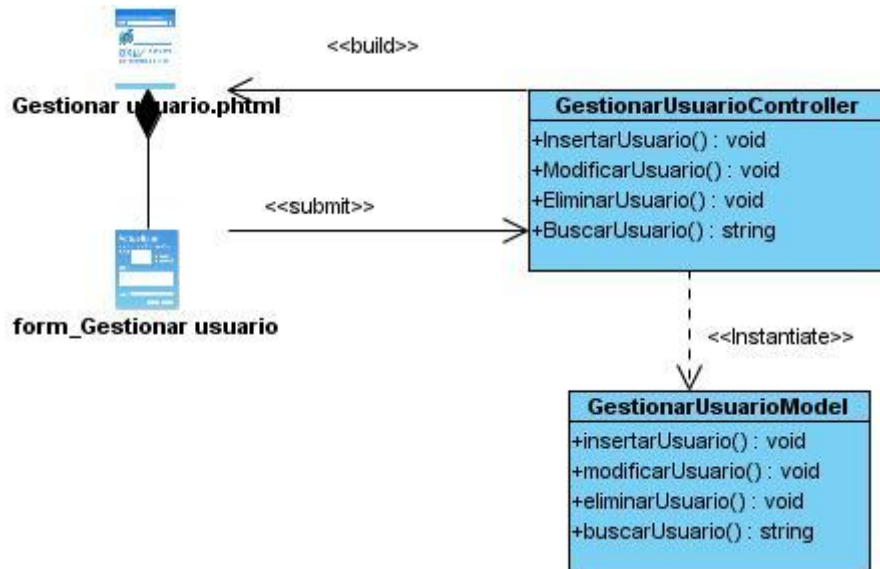 <<build>>
Gestionar usuario.phtml
GestionarUsuarioController
+InsertarUsuario() : void
+ModificarUsuario() : void
+EliminarUsuario() : void
+BuscarUsuario() : string
<<submit>>
form_Gestionar usuario
<<Instantiate>>
GestionarUsuarioModel
+insertarUsuario() : void
+modificarUsuario() : void
+eliminarUsuario() : void
+buscarUsuario() : string